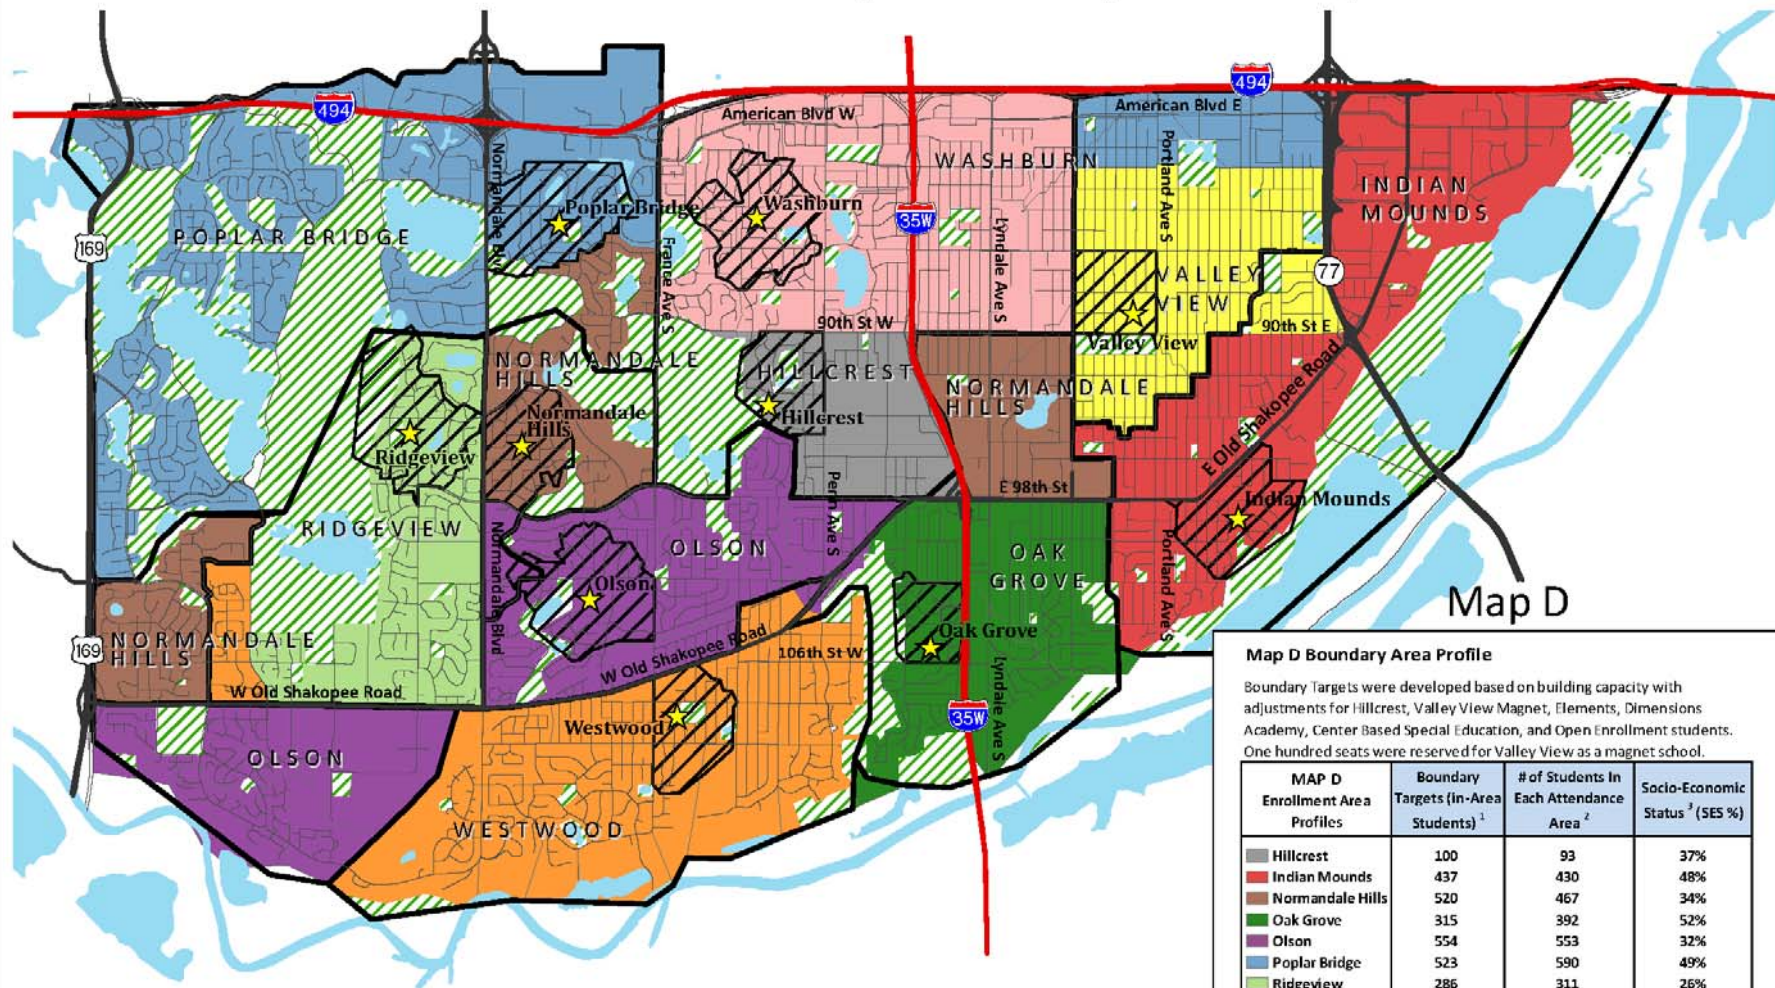 494
494
American Blvd W
American Blvd E
WASHBURN
INDIAN
MOUNDS
Normandale Blvd
Portland Ave S
Poplar Bridge
Washburn
35W
POPLAR BRIDGE
169
France Ave S
Lyndale Ave S
VALLEY
VIEW
77
90th St W
90th St E
Valley View
NORMANDALE
HILLS
HILLCREST
NORMANDALE
HILLS
Normandale
Hills
Hillcrest
Ridgeview
E Old Shakopee Road
E 98th St
Penn Ave S
Indian Mounds
RIDGEVIEW
Normandale Blvd
OLSON
OAK
GROVE
Portland Ave S
Olson
Map D
NORMANDALE
HILLS
169
Oak Grove
W Old Shakopee Road
106th St W
W Old Shakopee Road
Lyndale Ave S
Westwood
35W
OLSON
WESTWOOD
Map D Boundary Area Profile
Boundary Targets were developed based on building capacity with
adjustments for Hillcrest, Valley View Magnet, Elements, Dimensions
Academy, Center Based Special Education, and Open Enrollment students.
One hundred seats were reserved for Valley View as a magnet school.
MAP D Enrollment Area Profiles | Boundary Targets (in-Area Students) 1 | # of Students In Each Attendance Area 2 | Socio-Economic Status 3 (SES %)
Hillcrest 100 93 37%
Indian Mounds 437 430 48%
Normandale Hills 520 467 34%
Oak Grove 315 392 52%
Olson 554 553 32%
Poplar Bridge 523 590 49%
Ridgeview 286 311 26%